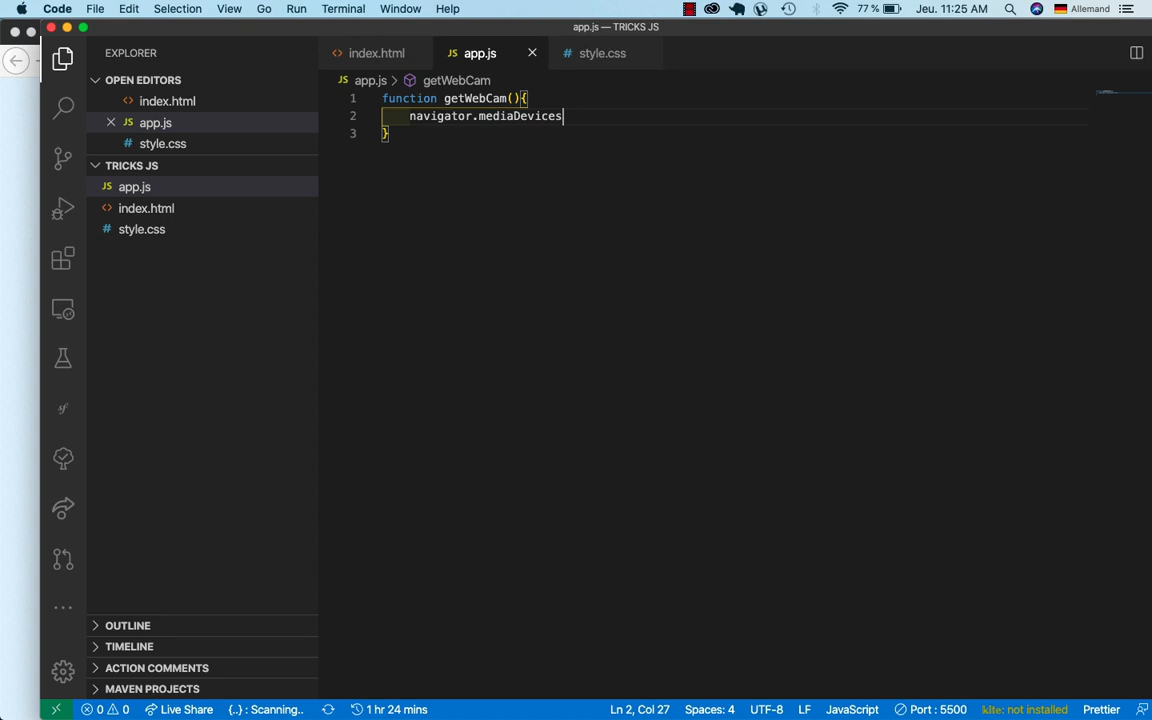 Code File Edit Selection View Go Run Terminal Window Help 77 % Jeu. 11:25 AM Allemand
app.js — TRICKS JS
EXPLORER
OPEN EDITORS
index.html
JS app.js
# style.css
TRICKS JS
JS app.js
index.html
# style.css
OUTLINE
TIMELINE
ACTION COMMENTS
MAVEN PROJECTS
index.html JS app.js # style.css
JS app.js > getWebCam
1 function getWebCam(){
2 navigator.mediaDevices
3 }
0 0 Live Share {..} : Scanning.. 1 hr 24 mins Ln 2, Col 27 Spaces: 4 UTF-8 LF JavaScript Port : 5500 kite: not installed Prettier